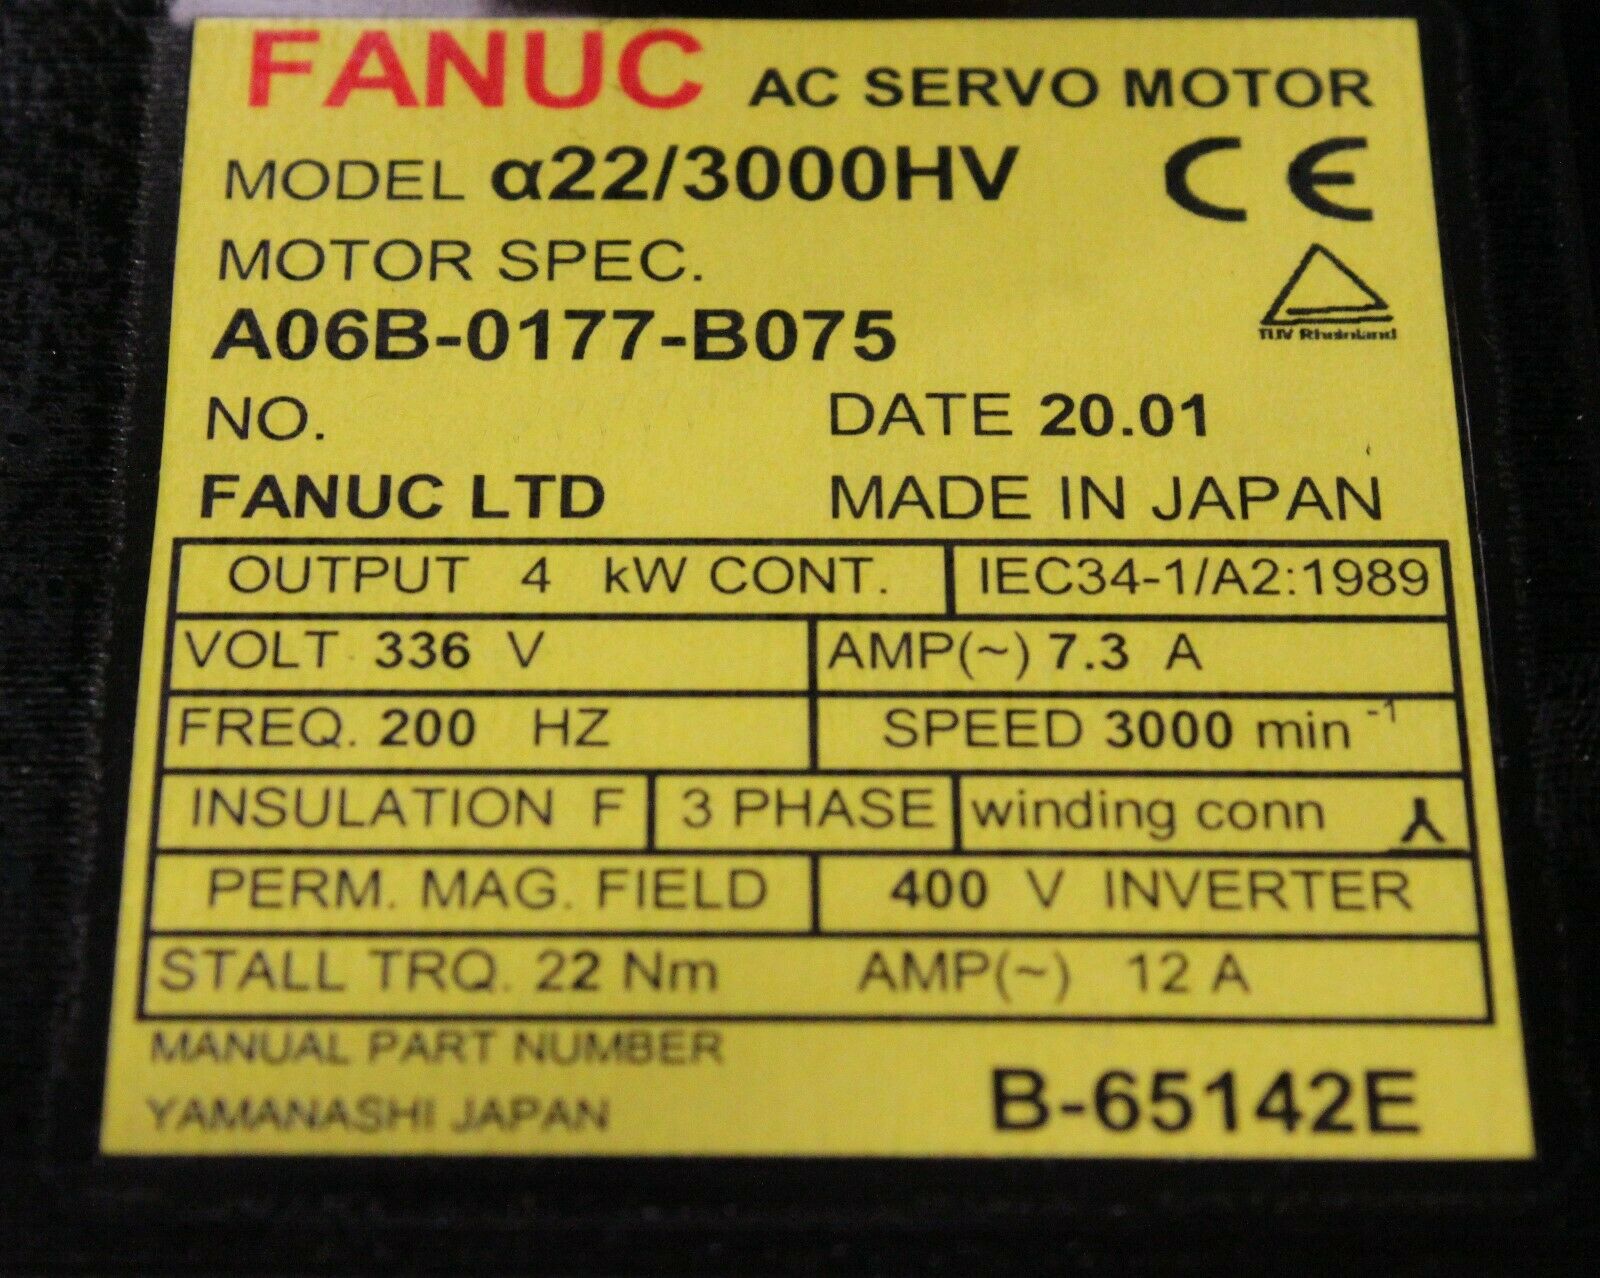 FANUC AC SERVO MOTOR
MODEL α22/3000HV CE
MOTOR SPEC.
A06B-0177-B075
TUV Rheinland
NO. DATE 20.01
FANUC LTD MADE IN JAPAN
OUTPUT 4 kW CONT. IEC34-1/A2:1989
VOLT 336 V AMP(~) 7.3 A
FREQ. 200 HZ SPEED 3000 min⁻¹
INSULATION F 3 PHASE winding conn
PERM. MAG. FIELD 400 V INVERTER
STALL TRQ. 22 Nm AMP(~) 12 A
MANUAL PART NUMBER
YAMANASHI JAPAN B-65142E